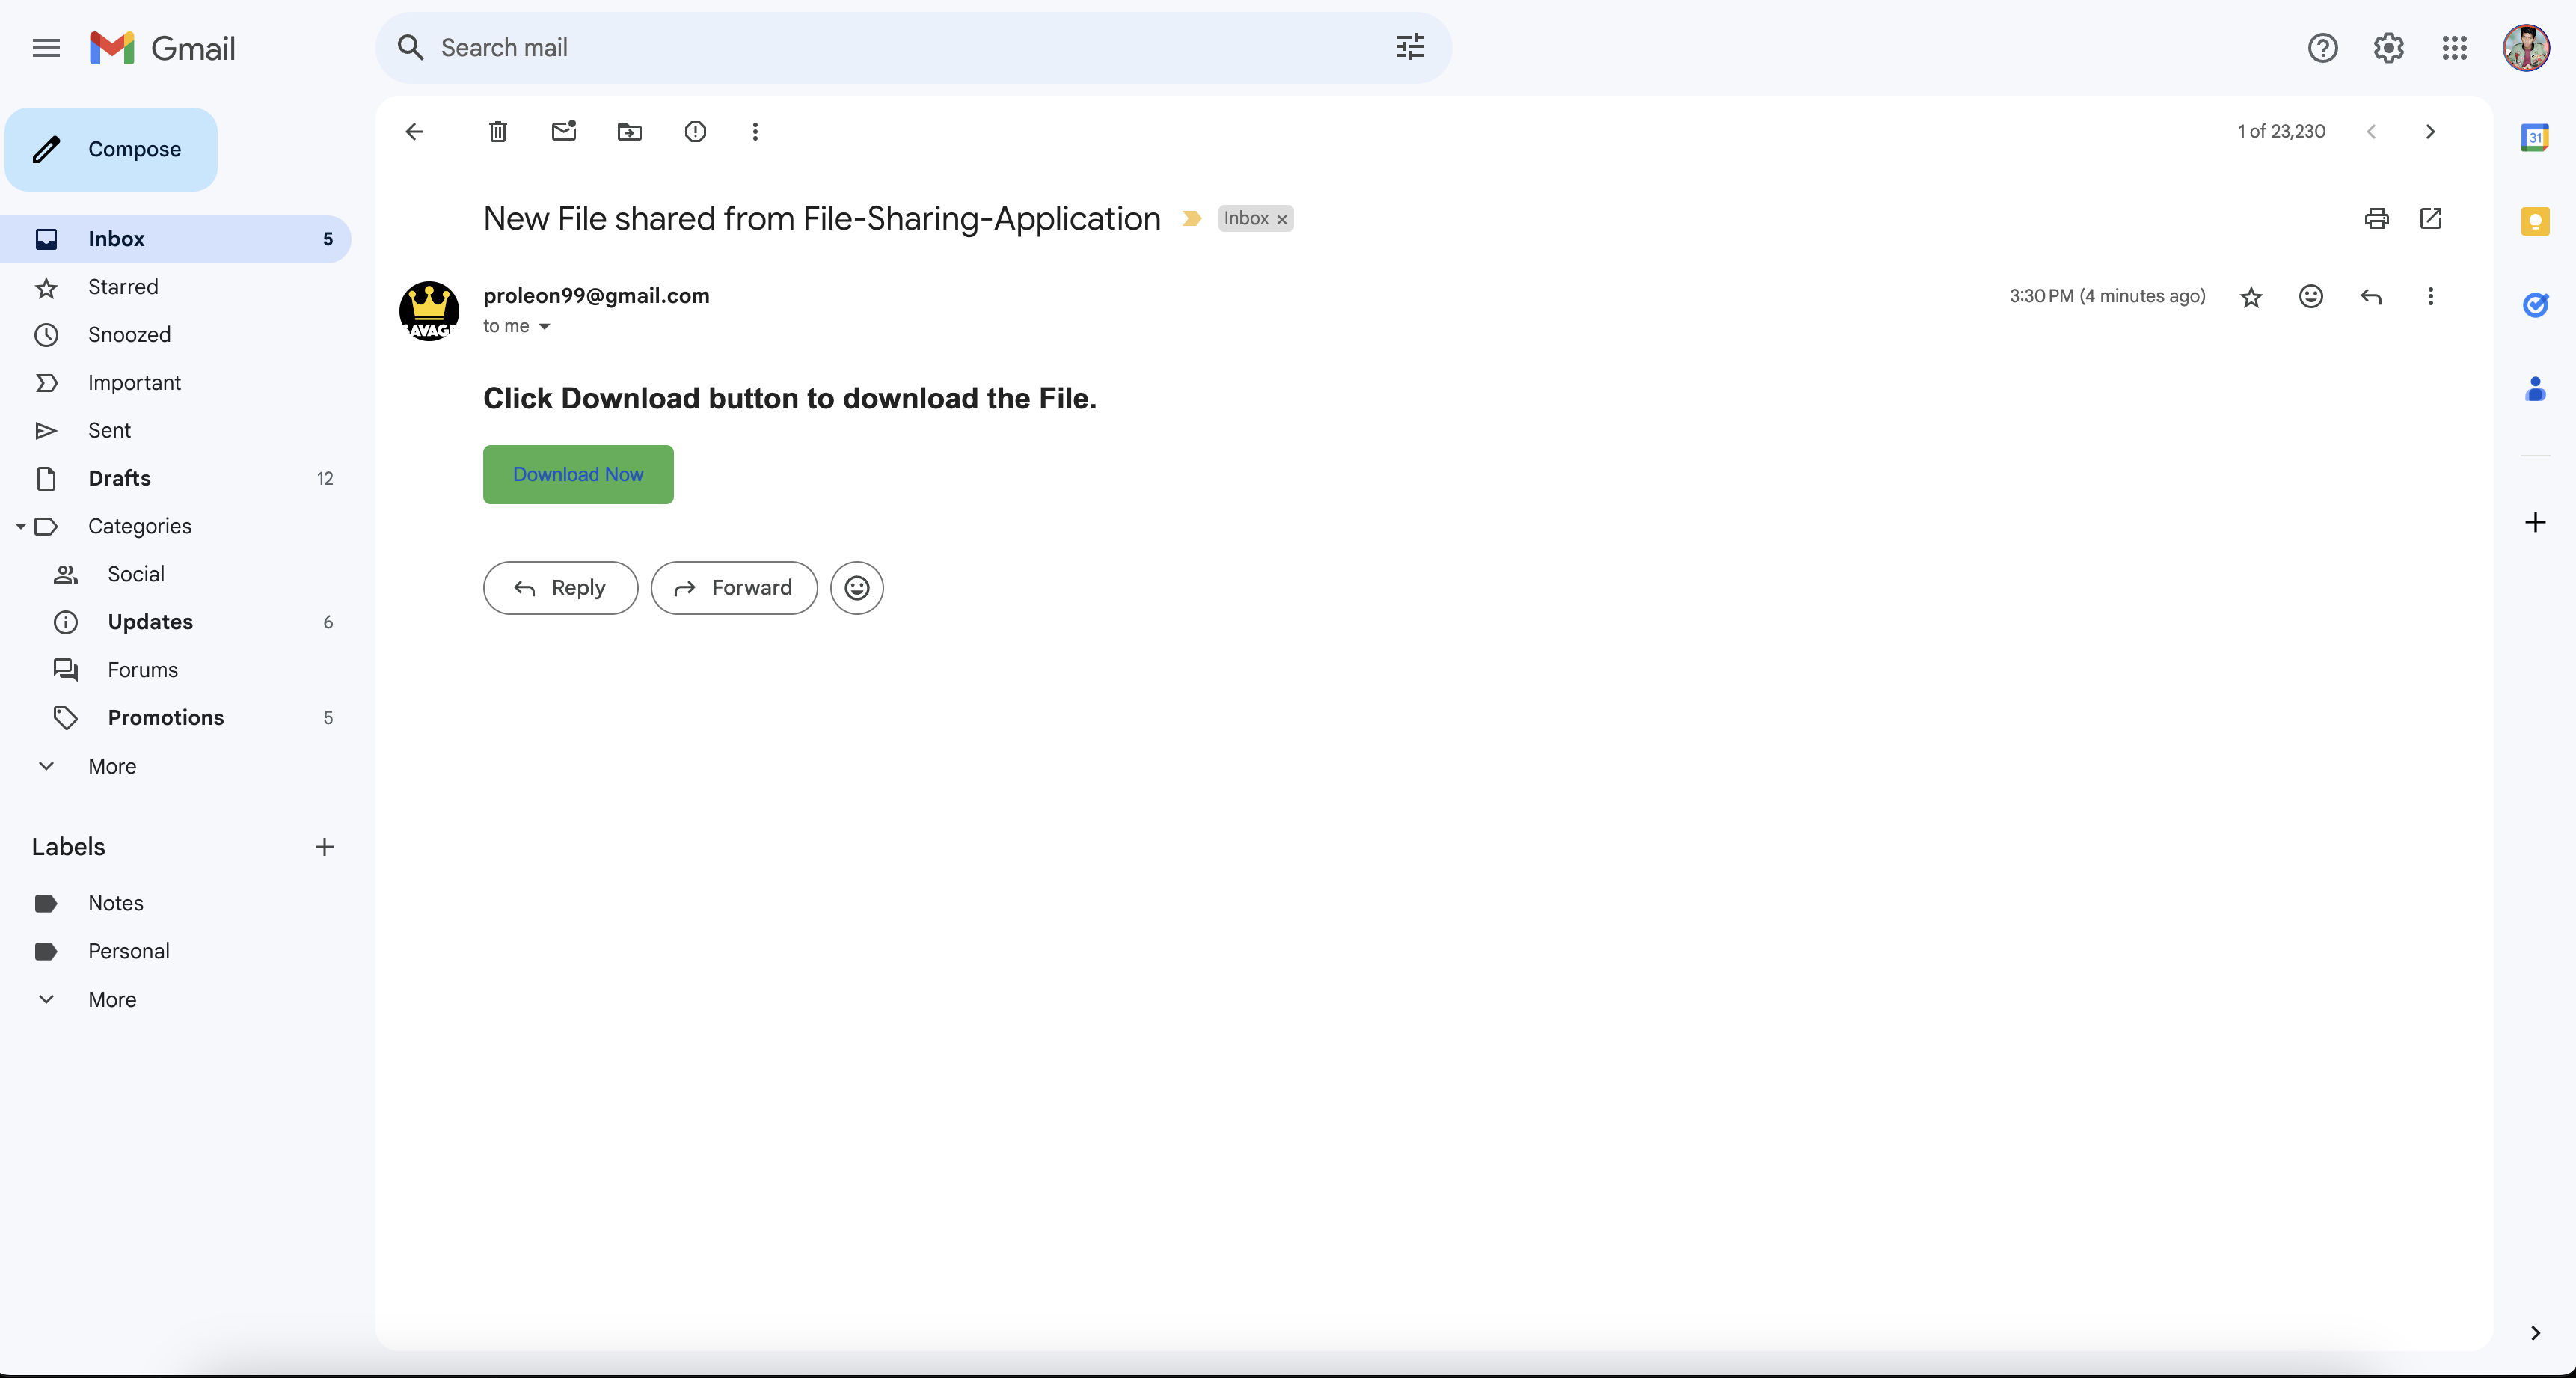 Gmail
Search mail
Compose
1 of 23,230
New File shared from File-Sharing-Application
Inbox ×
Inbox 5
Starred
Snoozed
Important
Sent
Drafts 12
Categories
Social
Updates 6
Forums
Promotions 5
More
Labels
Notes
Personal
More
proleon99@gmail.com
3:30 PM (4 minutes ago)
to me
SAVAGE
Click Download button to download the File.
Download Now
Reply
Forward
31